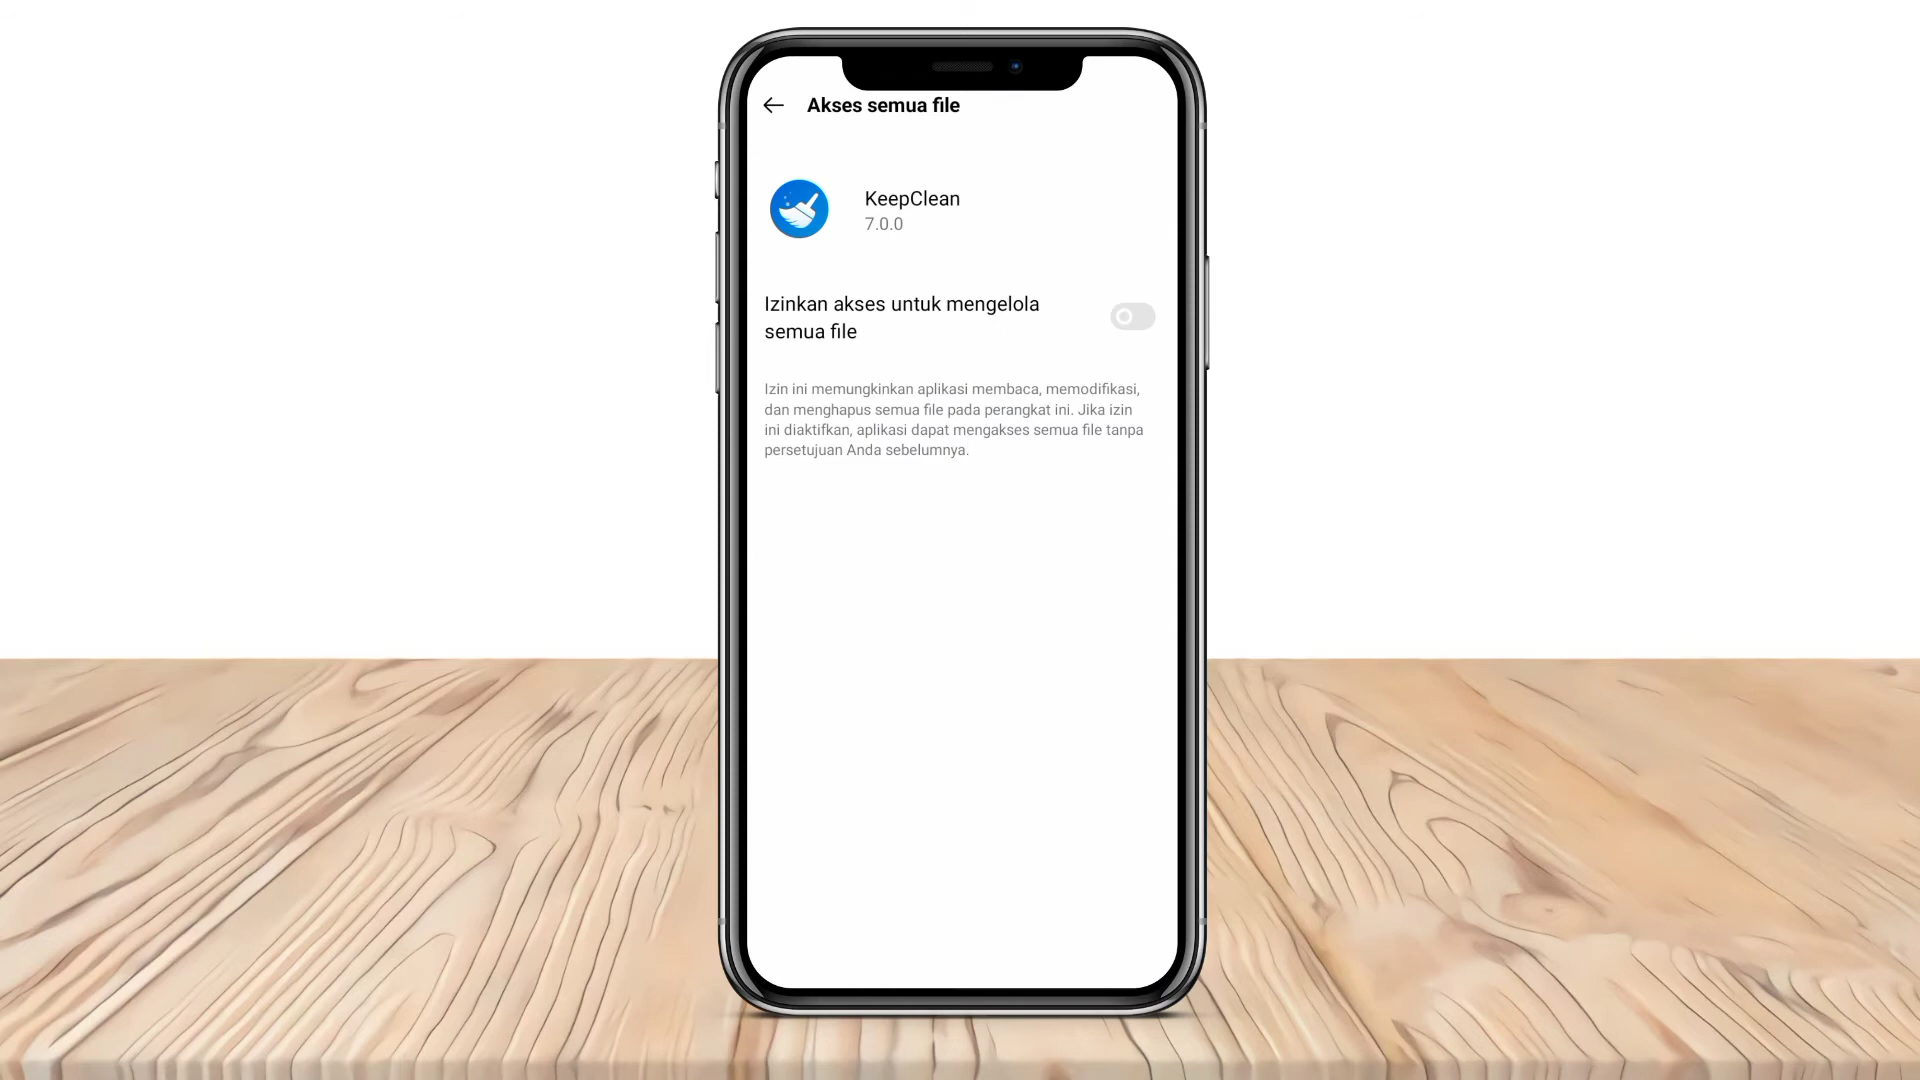 Akses semua file
KeepClean
7.0.0
Izinkan akses untuk mengelola
semua file
Izin ini memungkinkan aplikasi membaca, memodifikasi,
dan menghapus semua file pada perangkat ini. Jika izin
ini diaktifkan, aplikasi dapat mengakses semua file tanpa
persetujuan Anda sebelumnya.